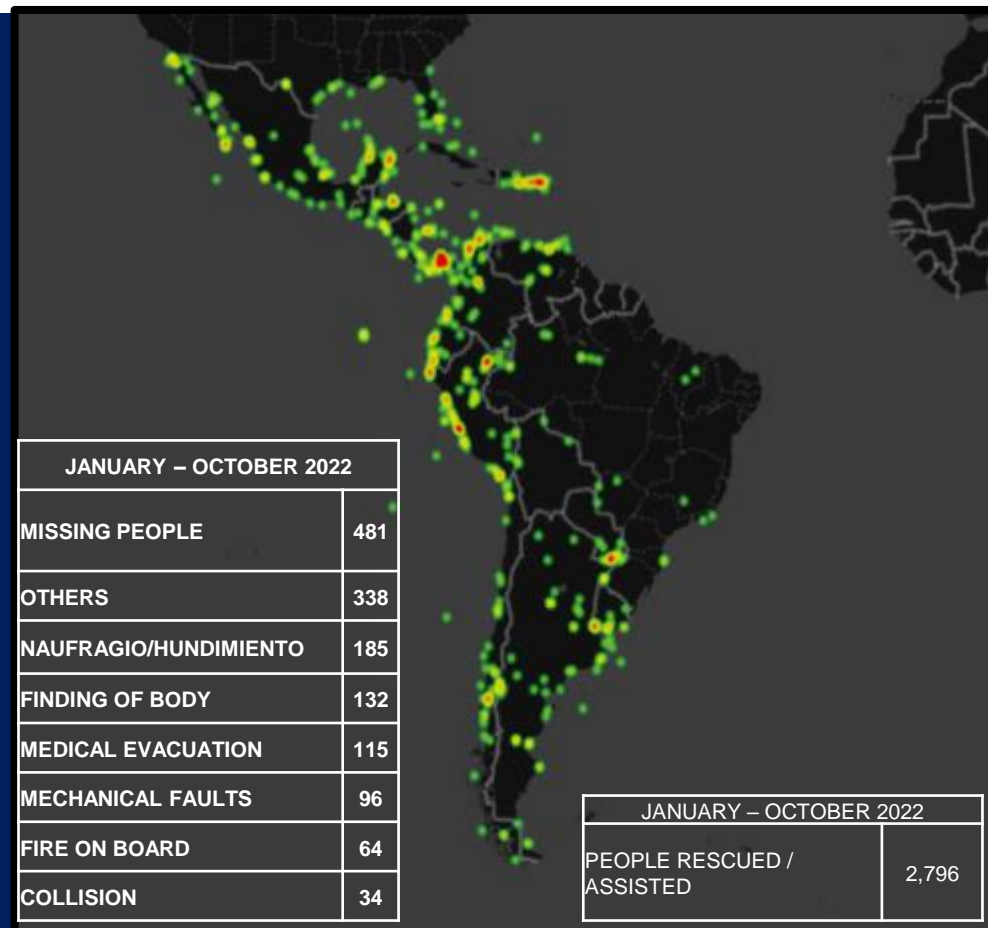 JANUARY – OCTOBER 2022
MISSING PEOPLE 481
OTHERS 338
NAUFRAGIO/HUNDIMIENTO 185
FINDING OF BODY 132
MEDICAL EVACUATION 115
MECHANICAL FAULTS 96
FIRE ON BOARD 64
COLLISION 34
JANUARY – OCTOBER 2022
PEOPLE RESCUED /
ASSISTED 2,796